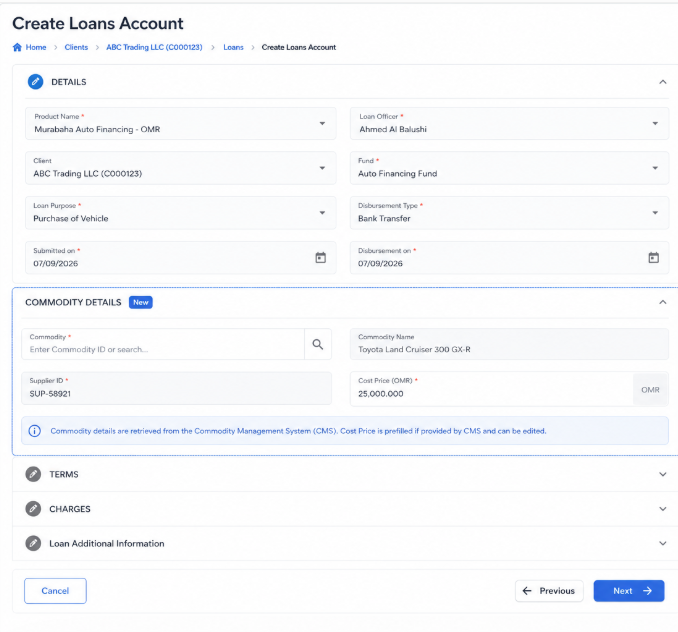 Create Loans Account
Home > Clients > ABC Trading LLC (C000123) > Loans > Create Loans Account
DETAILS
Product Name *
Murabaha Auto Financing - OMR
Loan Officer *
Ahmed Al Balushi
Client
ABC Trading LLC (C000123)
Fund *
Auto Financing Fund
Loan Purpose *
Purchase of Vehicle
Disbursement Type *
Bank Transfer
Submitted on *
07/09/2026
Disbursement on *
07/09/2026
COMMODITY DETAILS New
Commodity *
Enter Commodity ID or search...
Commodity Name
Toyota Land Cruiser 300 GX-R
Supplier ID *
SUP-58921
Cost Price (OMR) *
25,000.000
OMR
Commodity details are retrieved from the Commodity Management System (CMS). Cost Price is prefilled if provided by CMS and can be edited.
TERMS
CHARGES
Loan Additional Information
Cancel
Previous
Next